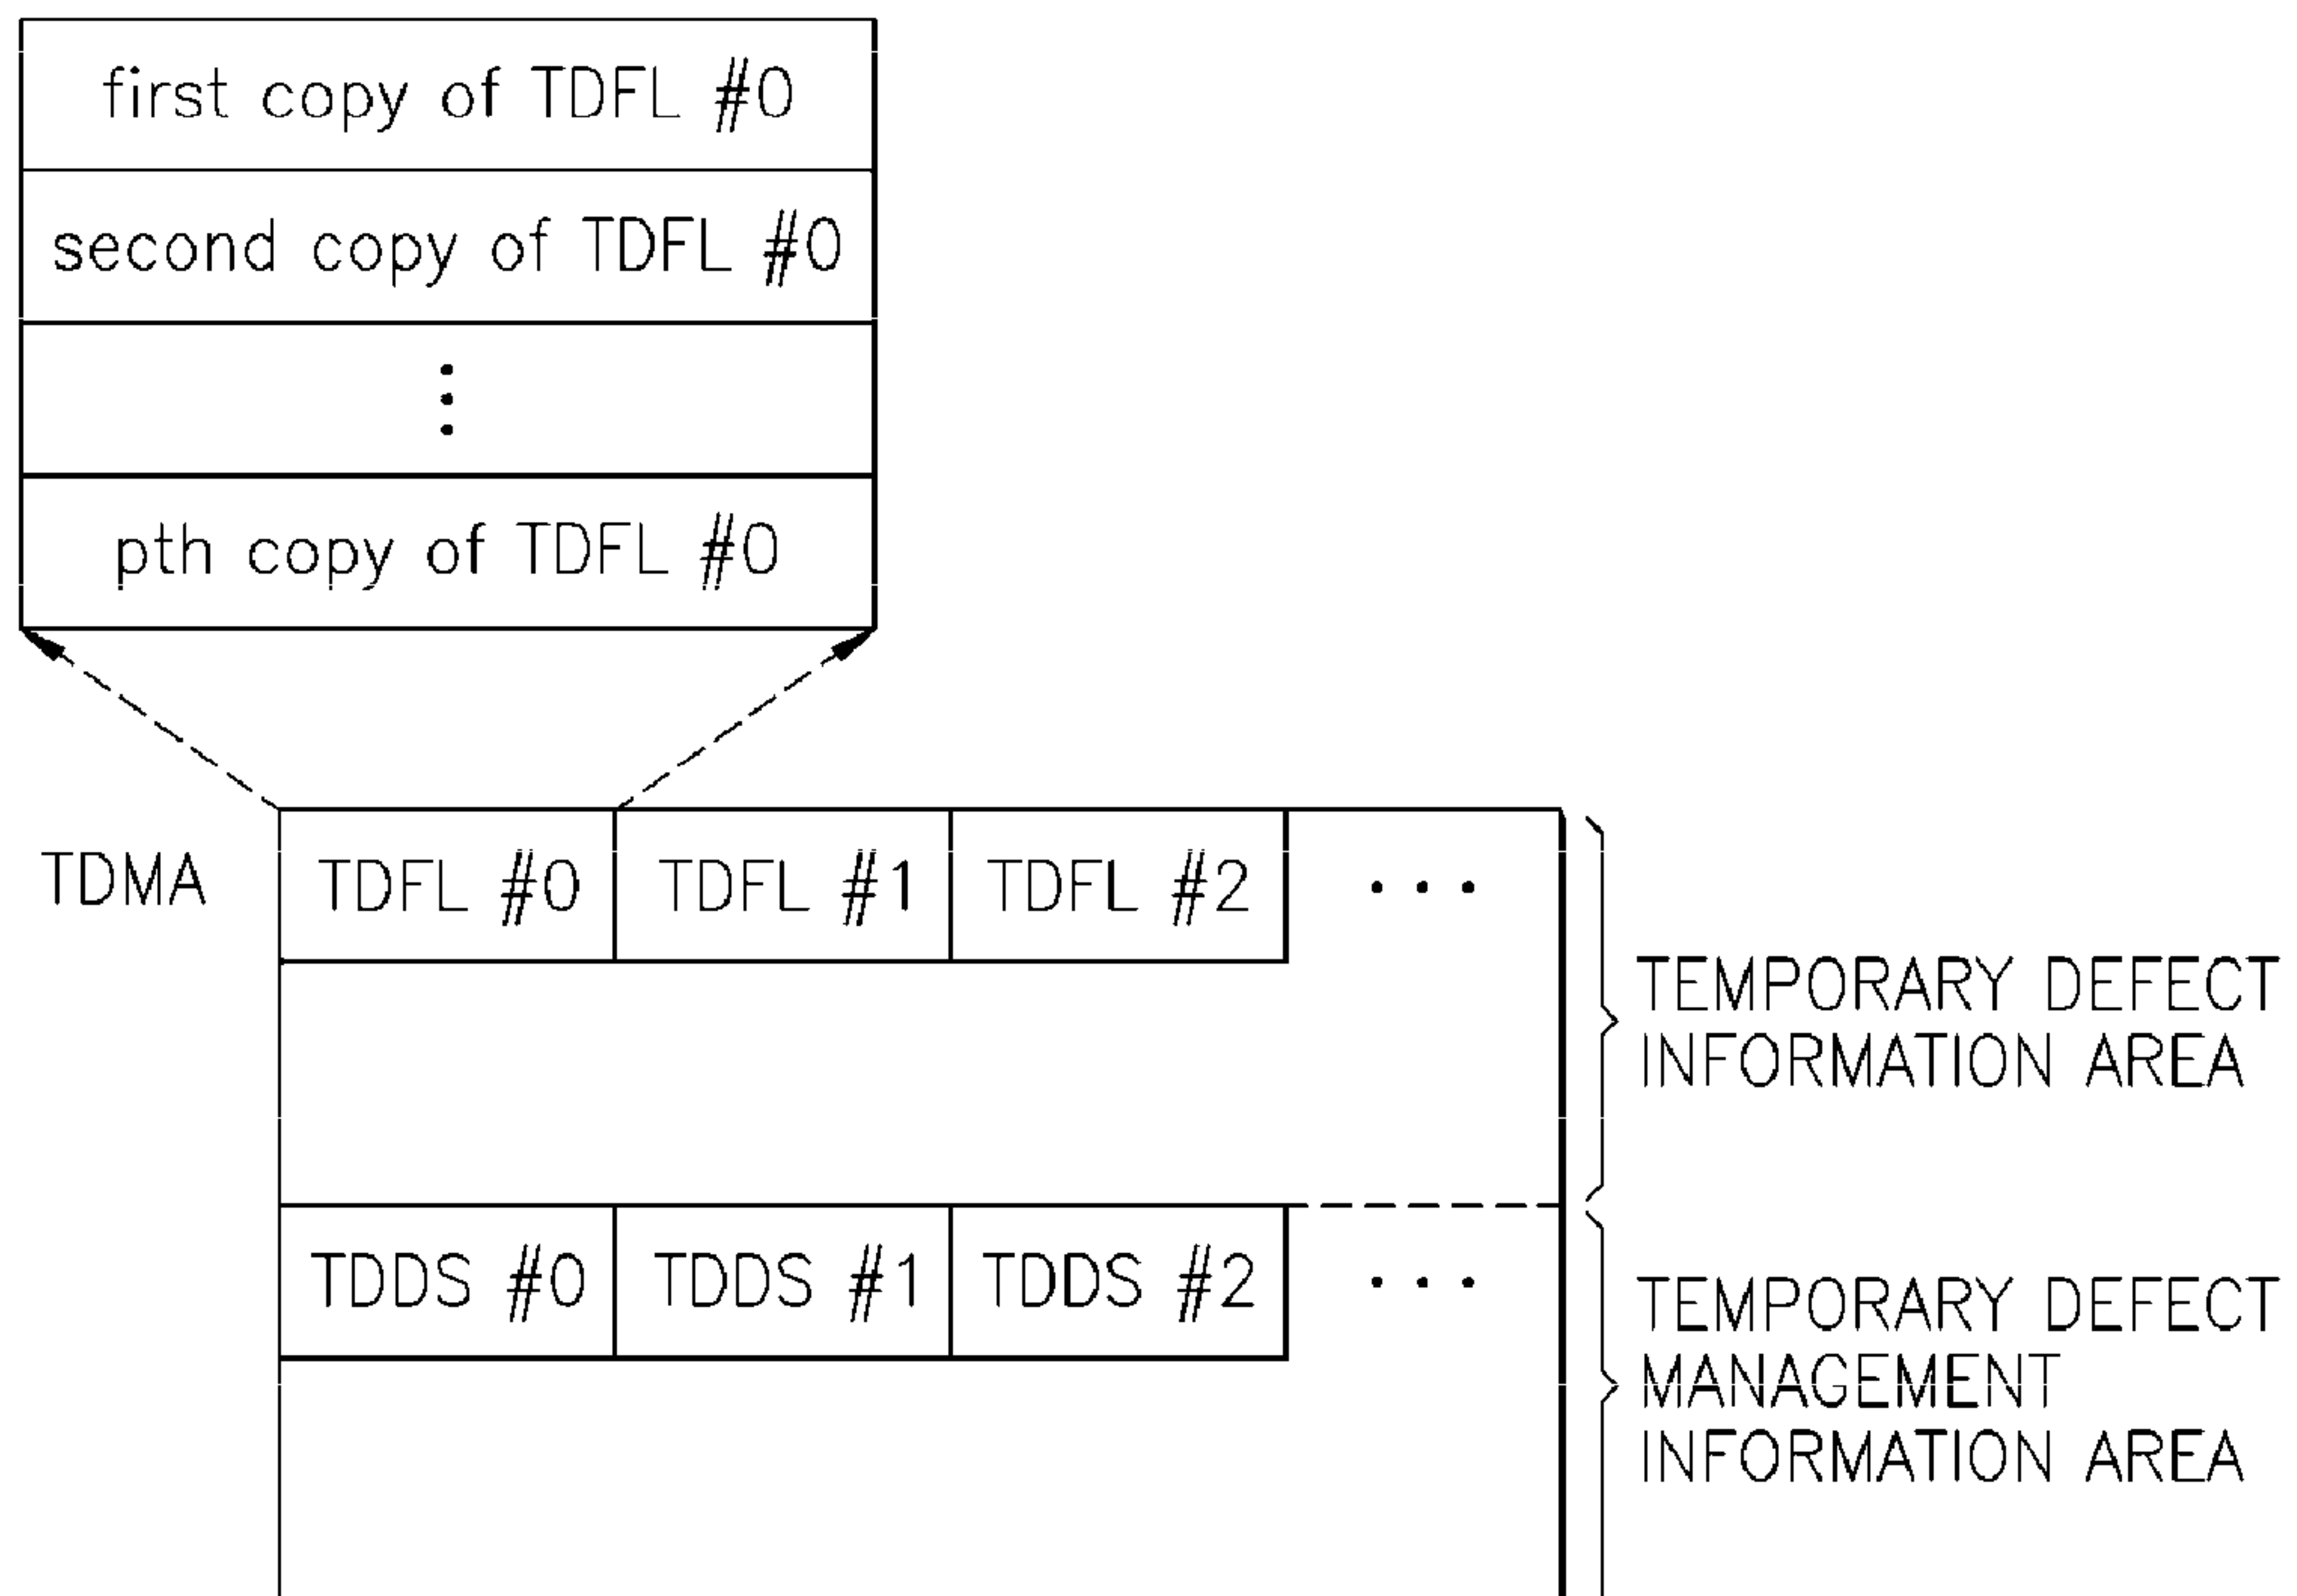 first copy of TDFL #0
second copy of TDFL #0
pth copy of TDFL #0
TDMA
TDFL #0
TDFL #1
TDFL #2
TEMPORARY DEFECT
INFORMATION AREA
TDDS #0
TDDS #1
TDDS #2
TEMPORARY DEFECT
MANAGEMENT
INFORMATION AREA